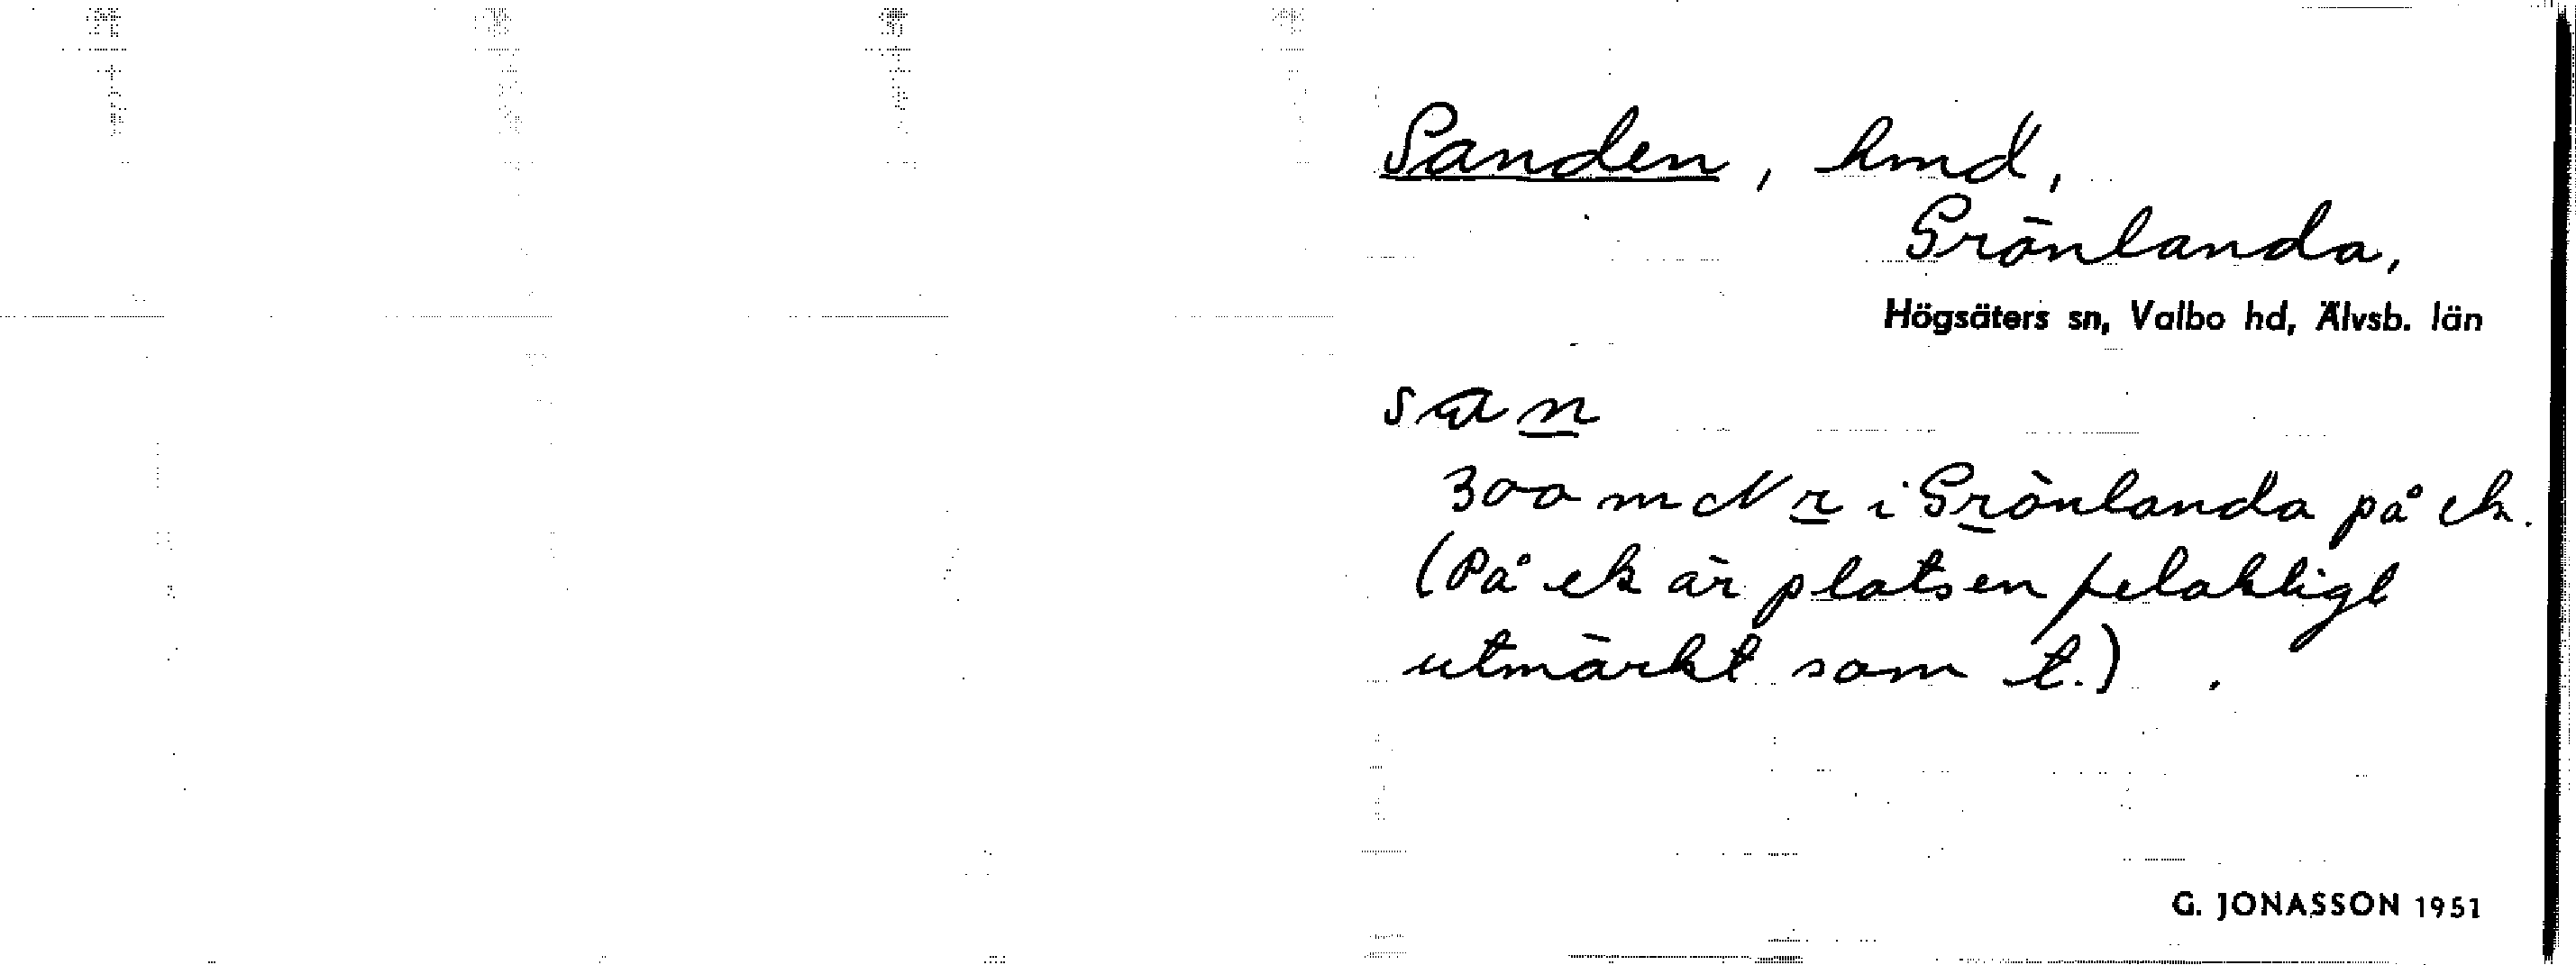 Sanden, hmd,
Grönlanda,
Högsäters sn, Valbo hd, Älvsb. län
san
300 m N r i Grönlanda på ek.
(På ek är platsen felaktigt
utmärkt som t.)
G. JONASSON 1951